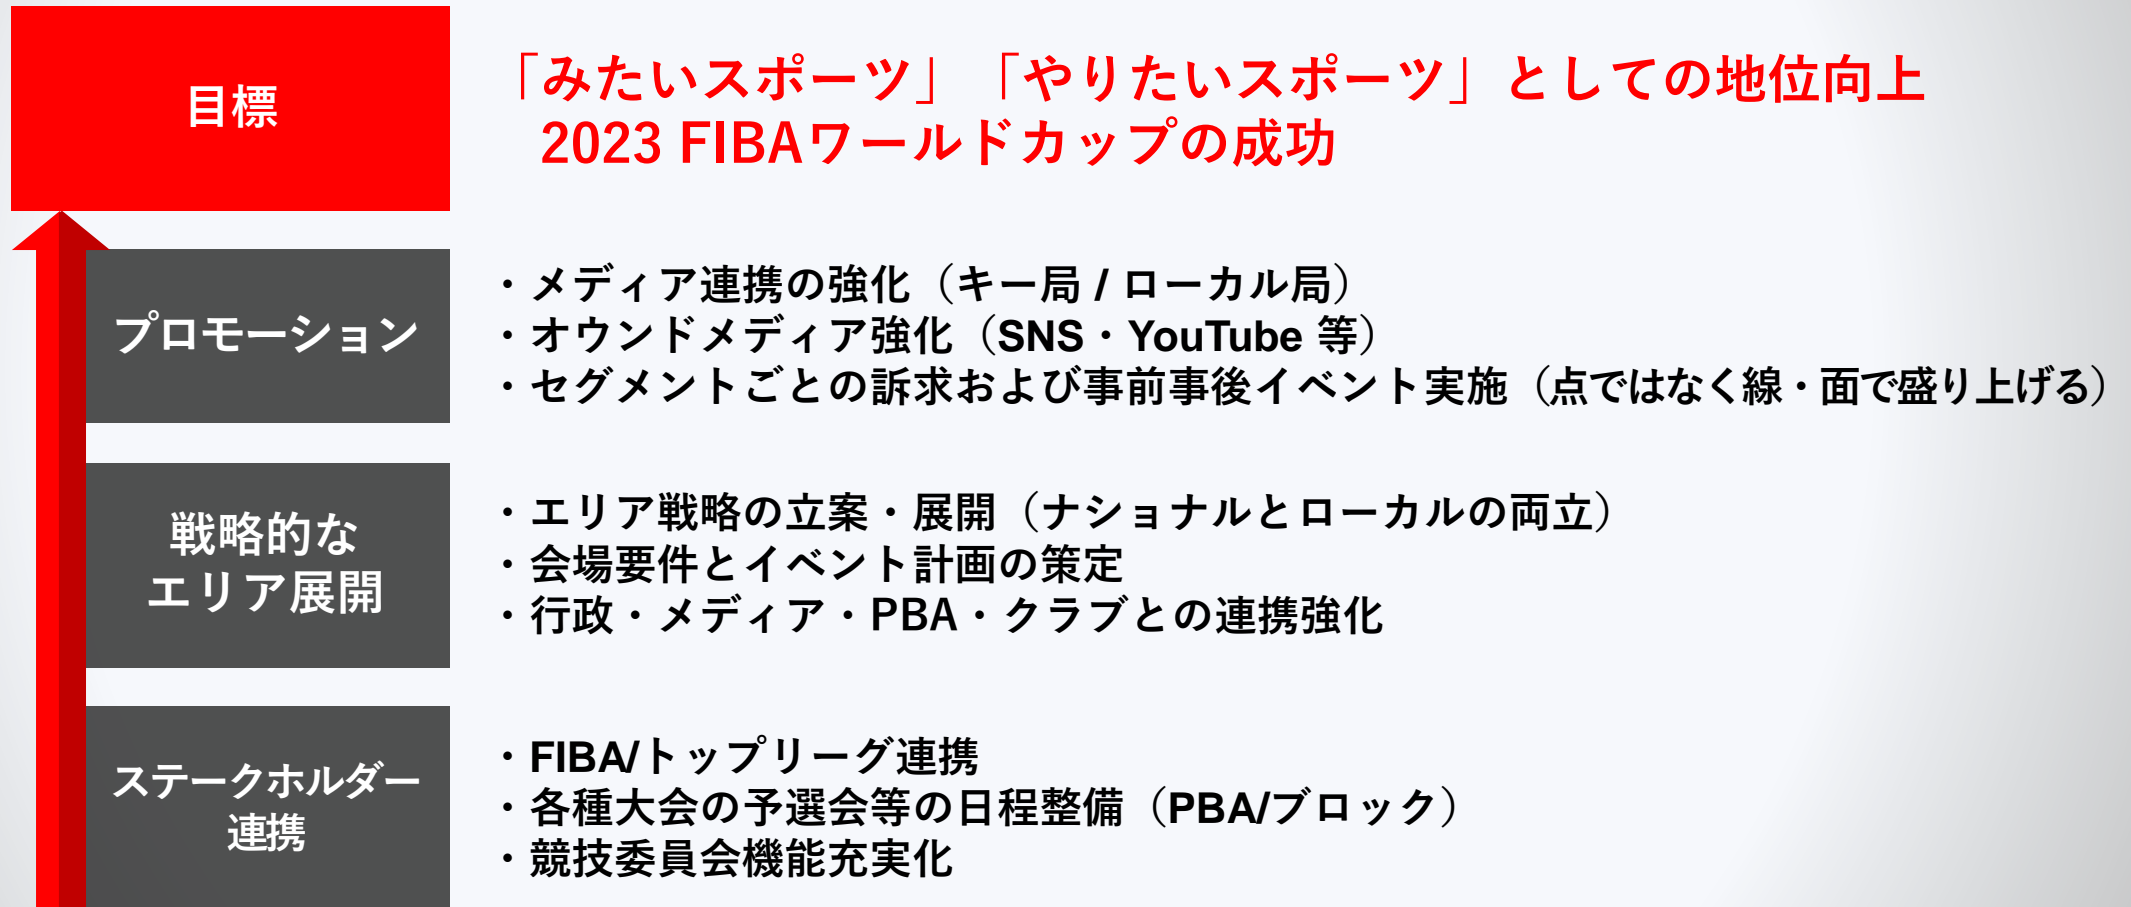 目標
「みたいスポーツ」「やりたいスポーツ」としての地位向上
2023 FIBAワールドカップの成功
プロモーション
・メディア連携の強化（キー局 / ローカル局）
・オウンドメディア強化（SNS・YouTube 等）
・セグメントごとの訴求および事前事後イベント実施（点ではなく線・面で盛り上げる）
戦略的な
エリア展開
・エリア戦略の立案・展開（ナショナルとローカルの両立）
・会場要件とイベント計画の策定
・行政・メディア・PBA・クラブとの連携強化
ステークホルダー
連携
・FIBA/トップリーグ連携
・各種大会の予選会等の日程整備（PBA/ブロック）
・競技委員会機能充実化